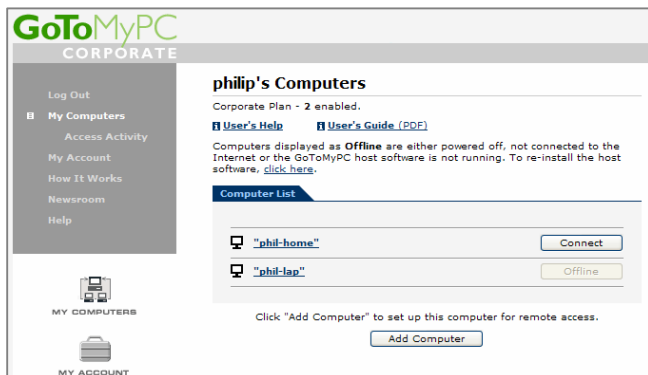 GoToMyPC
CORPORATE
Log Out
My Computers
Access Activity
My Account
How It Works
Newsroom
Help
MY COMPUTERS
MY ACCOUNT
philip's Computers
Corporate Plan - 2 enabled.
User's Help User's Guide (PDF)
Computers displayed as Offline are either powered off, not connected to the
Internet or the GoToMyPC host software is not running. To re-install the host
software, click here.
Computer List
"phil-home" Connect
"phil-lap" Offline
Click "Add Computer" to set up this computer for remote access.
Add Computer